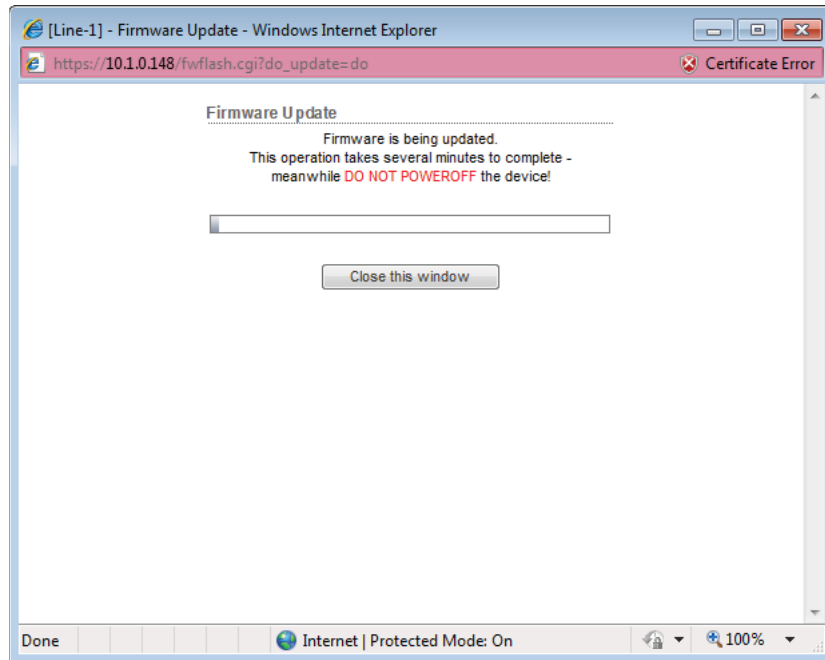 [Line-1] - Firmware Update - Windows Internet Explorer
https://10.1.0.148/fwflash.cgi?do_update=do Certificate Error
Firmware Update
Firmware is being updated.
This operation takes several minutes to complete -
meanwhile DO NOT POWEROFF the device!
Close this window
Done Internet | Protected Mode: On 100%